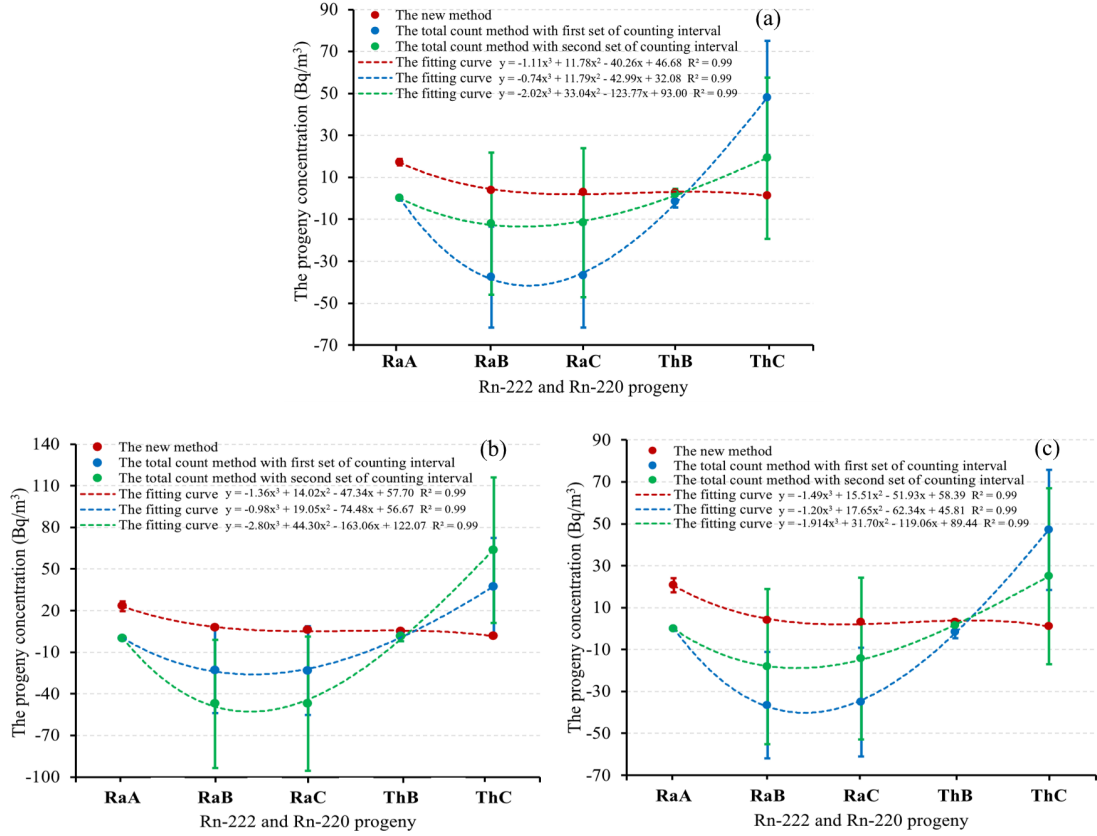 (a)
The new method
The total count method with first set of counting interval
The total count method with second set of counting interval
The fitting curve y = -1.11x³ + 11.78x² - 40.26x + 46.68 R² = 0.99
The fitting curve y = -0.74x³ + 11.79x² - 42.99x + 32.08 R² = 0.99
The fitting curve y = -2.02x³ + 33.04x² - 123.77x + 93.00 R² = 0.99
The progeny concentration (Bq/m³)
90
70
50
30
10
-10
-30
-50
-70
RaA RaB RaC ThB ThC
Rn-222 and Rn-220 progeny
(b)
The new method
The total count method with first set of counting interval
The total count method with second set of counting interval
The fitting curve y = -1.36x³ + 14.02x² - 47.34x + 57.70 R² = 0.99
The fitting curve y = -0.98x³ + 19.05x² - 74.48x + 56.67 R² = 0.99
The fitting curve y = -2.80x³ + 44.30x² - 163.06x + 122.07 R² = 0.99
The progeny concentration (Bq/m³)
140
110
80
50
20
-10
-40
-70
-100
RaA RaB RaC ThB ThC
Rn-222 and Rn-220 progeny
(c)
The new method
The total count method with first set of counting interval
The total count method with second set of counting interval
The fitting curve y = -1.49x³ + 15.51x² - 51.93x + 58.39 R² = 0.99
The fitting curve y = -1.20x³ + 17.65x² - 62.34x + 45.81 R² = 0.99
The fitting curve y = -1.914x³ + 31.70x² - 119.06x + 89.44 R² = 0.99
The progeny concentration (Bq/m³)
90
70
50
30
10
-10
-30
-50
-70
RaA RaB RaC ThB ThC
Rn-222 and Rn-220 progeny